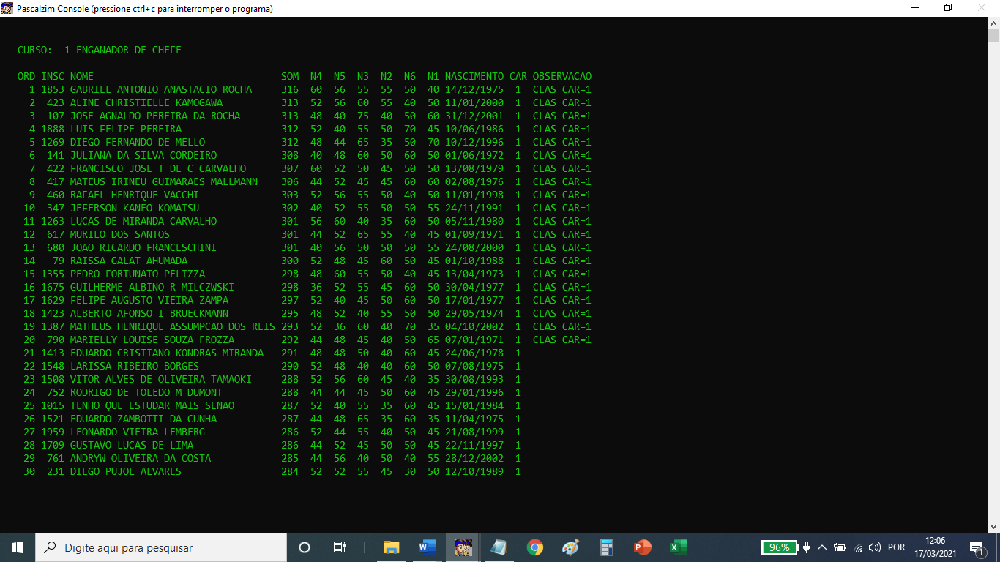 Pascalzim Console (pressione ctrl+c para interromper o programa)
CURSO:  1 ENGANADOR DE CHEFE
ORD INSC NOME                                SOM  N4  N5  N3  N2  N6  N1 NASCIMENTO CAR OBSERVACAO
  1 1853 GABRIEL ANTONIO ANASTACIO ROCHA     316  60  56  55  55  50  40 14/12/1975  1  CLAS CAR=1
  2  423 ALINE CHRISTIELLE KAMOGAWA          313  52  56  60  55  40  50 11/01/2000  1  CLAS CAR=1
  3  107 JOSE AGNALDO PEREIRA DA ROCHA       313  48  40  75  40  50  60 31/12/2001  1  CLAS CAR=1
  4 1888 LUIS FELIPE PEREIRA                 312  52  40  55  50  70  45 10/06/1986  1  CLAS CAR=1
  5 1269 DIEGO FERNANDO DE MELLO             312  48  44  65  35  50  70 10/12/1996  1  CLAS CAR=1
  6  141 JULIANA DA SILVA CORDEIRO           308  40  48  60  50  60  50 01/06/1972  1  CLAS CAR=1
  7  422 FRANCISCO JOSE T DE C CARVALHO      307  60  52  50  45  50  50 13/08/1979  1  CLAS CAR=1
  8  417 MATEUS IRINEU GUIMARAES MALLMANN    306  44  52  45  45  60  60 02/08/1976  1  CLAS CAR=1
  9  460 RAFAEL HENRIQUE VACCHI              303  52  56  55  50  40  50 11/01/1998  1  CLAS CAR=1
 10  347 JEFERSON KANEO KOMATSU              302  40  52  55  50  50  55 24/11/1991  1  CLAS CAR=1
 11 1263 LUCAS DE MIRANDA CARVALHO           301  56  60  40  35  60  50 05/11/1980  1  CLAS CAR=1
 12  617 MURILO DOS SANTOS                   301  44  52  65  55  40  45 01/09/1971  1  CLAS CAR=1
 13  680 JOAO RICARDO FRANCESCHINI           301  40  56  50  50  50  55 24/08/2000  1  CLAS CAR=1
 14   79 RAISSA GALAT AHUMADA                300  52  48  45  60  50  45 01/10/1988  1  CLAS CAR=1
 15 1355 PEDRO FORTUNATO PELIZZA             298  48  60  55  50  40  45 13/04/1973  1  CLAS CAR=1
 16 1675 GUILHERME ALBINO R MILCZWSKI        298  36  52  55  45  60  50 30/04/1977  1  CLAS CAR=1
 17 1629 FELIPE AUGUSTO VIEIRA ZAMPA         297  52  40  45  50  60  50 17/01/1977  1  CLAS CAR=1
 18 1423 ALBERTO AFONSO I BRUECKMANN         295  48  52  40  55  50  50 29/05/1974  1  CLAS CAR=1
 19 1387 MATHEUS HENRIQUE ASSUMPCAO DOS REIS 293  52  36  60  40  70  35 04/10/2002  1  CLAS CAR=1
 20  790 MARIELLY LOUISE SOUZA FROZZA        292  44  48  45  40  50  65 07/01/1971  1  CLAS CAR=1
 21 1413 EDUARDO CRISTIANO KONDRAS MIRANDA   291  48  48  50  40  60  45 24/06/1978  1
 22 1548 LARISSA RIBEIRO BORGES              290  52  48  40  40  60  50 07/08/1975  1
 23 1508 VITOR ALVES DE OLIVEIRA TAMAOKI     288  52  56  60  45  40  35 30/08/1993  1
 24  752 RODRIGO DE TOLEDO M DUMONT          288  44  44  45  50  60  45 29/01/1996  1
 25 1015 TENHO QUE ESTUDAR MAIS SENAO        287  52  40  55  35  60  45 15/01/1984  1
 26 1521 EDUARDO ZAMBOTTI DA CUNHA           287  44  48  65  35  60  35 11/04/1975  1
 27 1959 LEONARDO VIEIRA LEMBERG             286  52  44  55  40  50  45 21/08/1999  1
 28 1709 GUSTAVO LUCAS DE LIMA               286  44  52  45  50  50  45 22/11/1997  1
 29  761 ANDRYW OLIVEIRA DA COSTA            285  44  56  40  50  40  55 28/12/2002  1
 30  231 DIEGO PUJOL ALVARES                 284  52  52  55  45  30  50 12/10/1989  1
Digite aqui para pesquisar
96%
POR
12:06
17/03/2021
1